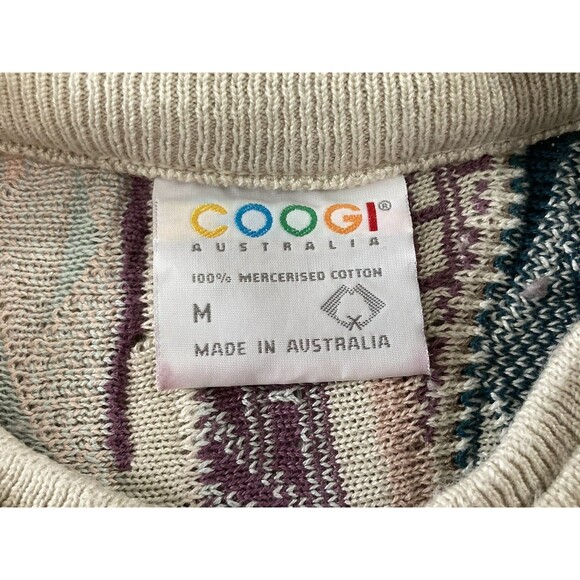 COOGI®
AUSTRALIA
100% MERCERISED COTTON
M
MADE IN AUSTRALIA